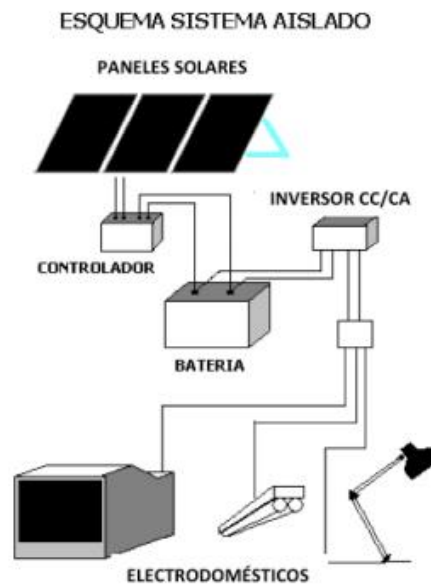 ESQUEMA SISTEMA AISLADO
PANELES SOLARES
INVERSOR CC/CA
CONTROLADOR
BATERIA
ELECTRODOMÉSTICOS